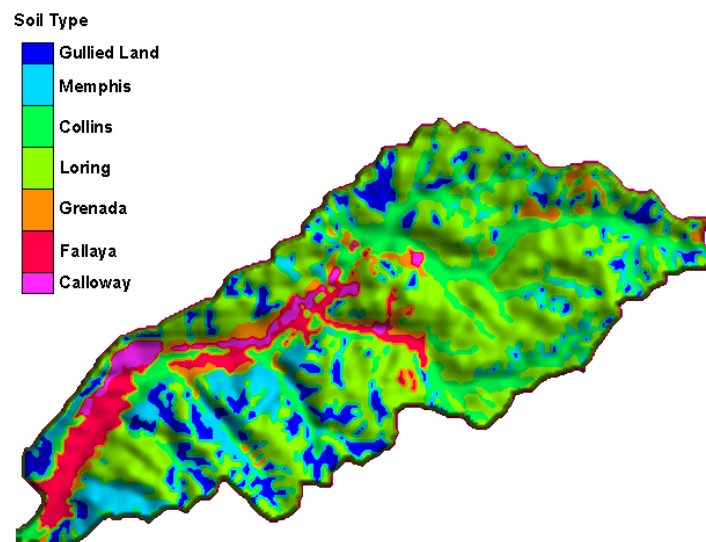 Soil Type
Gullied Land
Memphis
Collins
Loring
Grenada
Fallaya
Calloway